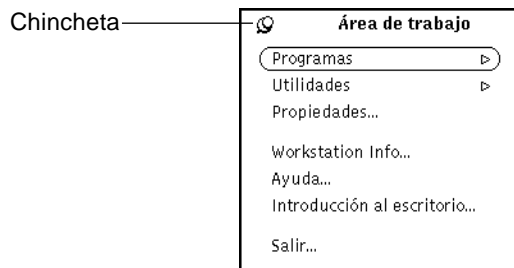 Chincheta
Área de trabajo
Programas
Utilidades
Propiedades...
Workstation Info...
Ayuda...
Introducción al escritorio...
Salir...